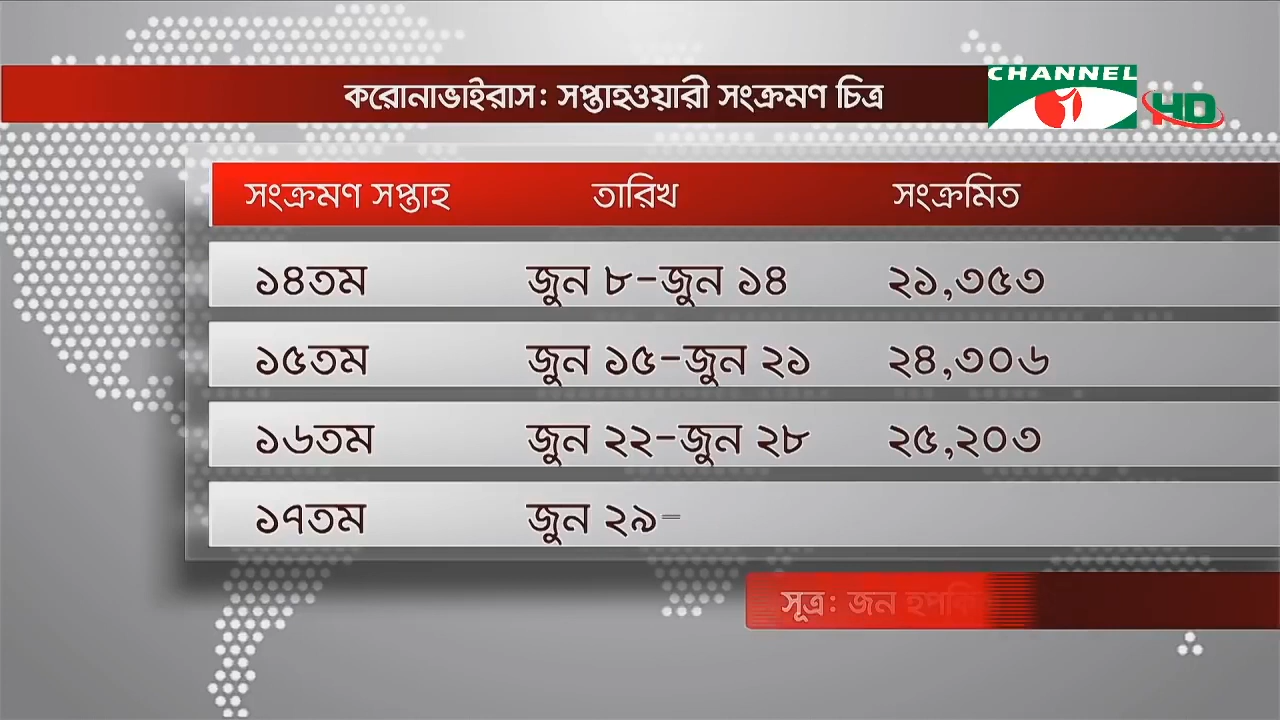 করোনাভাইরাস: সপ্তাহওয়ারী সংক্রমণ চিত্র
CHANNEL HD
সংক্রমণ সপ্তাহ তারিখ সংক্রমিত
১৪তম জুন ৮-জুন ১৪ ২১,৩৫৩
১৫তম জুন ১৫-জুন ২১ ২৪,৩০৬
১৬তম জুন ২২-জুন ২৮ ২৫,২০৩
১৭তম জুন ২৯-
সূত্র: জন